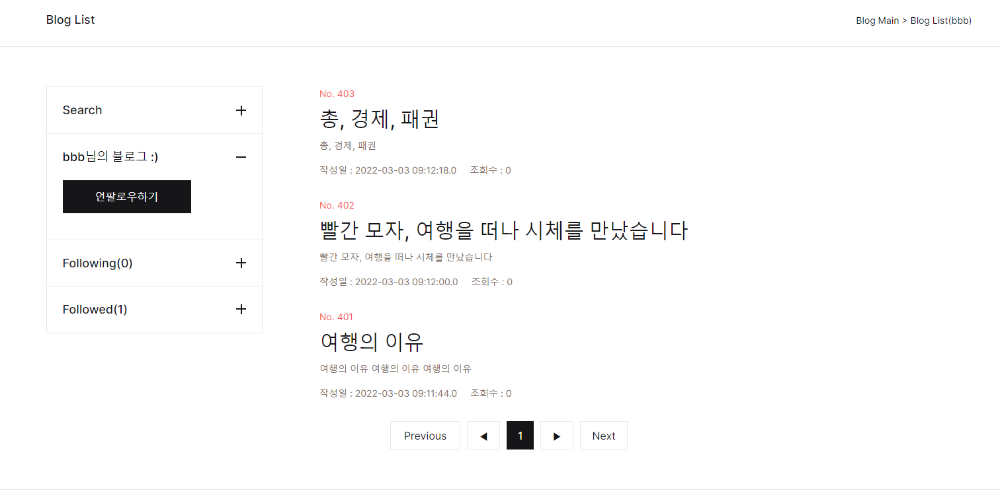 Blog List
Blog Main > Blog List(bbb)
Search
bbb님의 블로그 :)
언팔로우하기
Following(0)
Followed(1)
No. 403
총, 경제, 패권
총, 경제, 패권
작성일 : 2022-03-03 09:12:18.0 조회수 : 0
No. 402
빨간 모자, 여행을 떠나 시체를 만났습니다
빨간 모자, 여행을 떠나 시체를 만났습니다
작성일 : 2022-03-03 09:12:00.0 조회수 : 0
No. 401
여행의 이유
여행의 이유 여행의 이유 여행의 이유
작성일 : 2022-03-03 09:11:44.0 조회수 : 0
Previous ◀ 1 ▶ Next